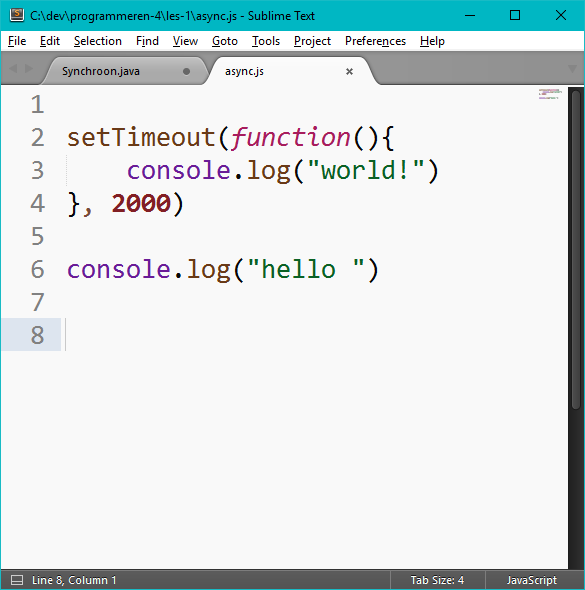 C:\dev\programmeren-4\les-1\async.js - Sublime Text
File Edit Selection Find View Goto Tools Project Preferences Help
Synchroon.java async.js
1
2 setTimeout(function(){
3     console.log("world!")
4 }, 2000)
5
6 console.log("hello ")
7
8
Line 8, Column 1 Tab Size: 4 JavaScript